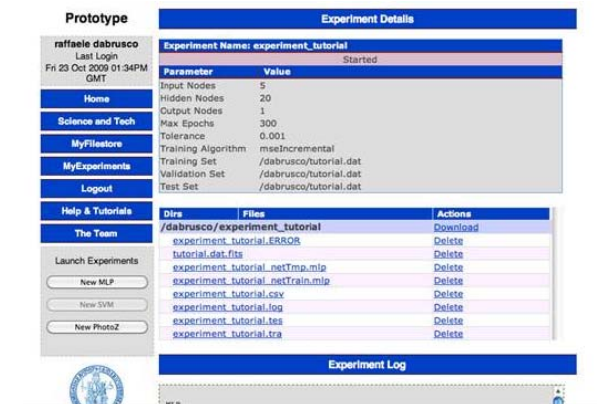 Prototype
Experiment Details
raffaele dabrusco
Last Login
Fri 23 Oct 2009 01:34PM
GMT
Home
Science and Tech
MyFilestore
MyExperiments
Logout
Help & Tutorials
The Team
Launch Experiments
New MLP
New SVM
New PhotoZ
Experiment Name: experiment_tutorial
Started
Parameter Value
Input Nodes 5
Hidden Nodes 20
Output Nodes 1
Max Epochs 300
Tolerance 0.001
Training Algorithm mseIncremental
Training Set /dabrusco/tutorial.dat
Validation Set /dabrusco/tutorial.dat
Test Set /dabrusco/tutorial.dat
Dirs Files Actions
/dabrusco/experiment_tutorial Download
experiment_tutorial.ERROR Delete
tutorial.dat.fits Delete
experiment_tutorial_netTmp.mlp Delete
experiment_tutorial_netTrain.mlp Delete
experiment_tutorial.csv Delete
experiment_tutorial.log Delete
experiment_tutorial.tes Delete
experiment_tutorial.tra Delete
Experiment Log